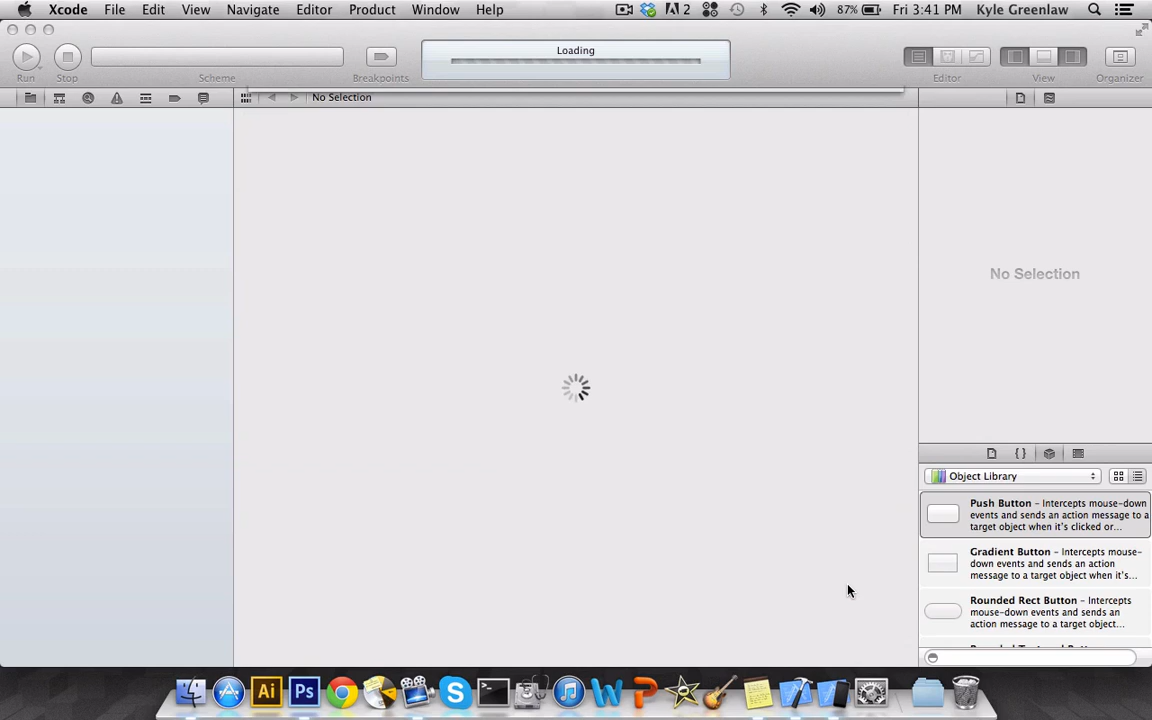 Xcode File Edit View Navigate Editor Product Window Help 2 87% Fri 3:41 PM Kyle Greenlaw
Loading
Run Stop Scheme Breakpoints Editor View Organizer
No Selection
No Selection
Object Library
Push Button – Intercepts mouse-down
events and sends an action message to a
target object when it's clicked or...
Gradient Button – Intercepts mouse-
down events and sends an action
message to a target object when it's...
Rounded Rect Button – Intercepts
mouse-down events and sends an
action message to a target object...
Ai Ps